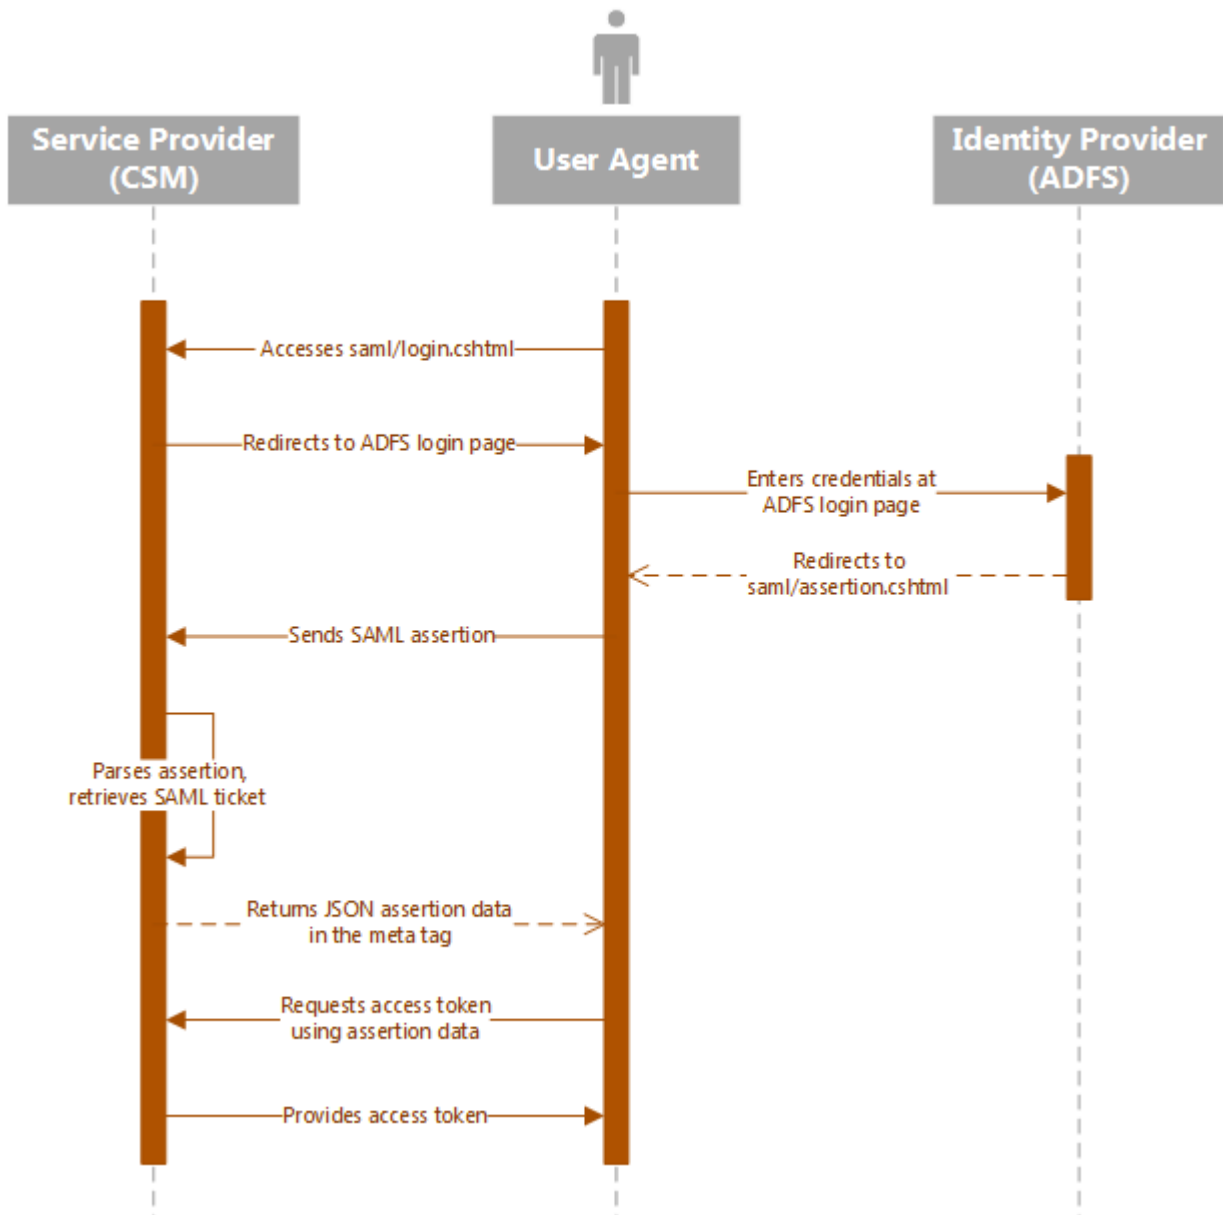 Service Provider
(CSM)
User Agent
Identity Provider
(ADFS)
Accesses saml/login.cshtml
Redirects to ADFS login page
Enters credentials at
ADFS login page
Redirects to
saml/assertion.cshtml
Sends SAML assertion
Parses assertion,
retrieves SAML ticket
Returns JSON assertion data
in the meta tag
Requests access token
using assertion data
Provides access token